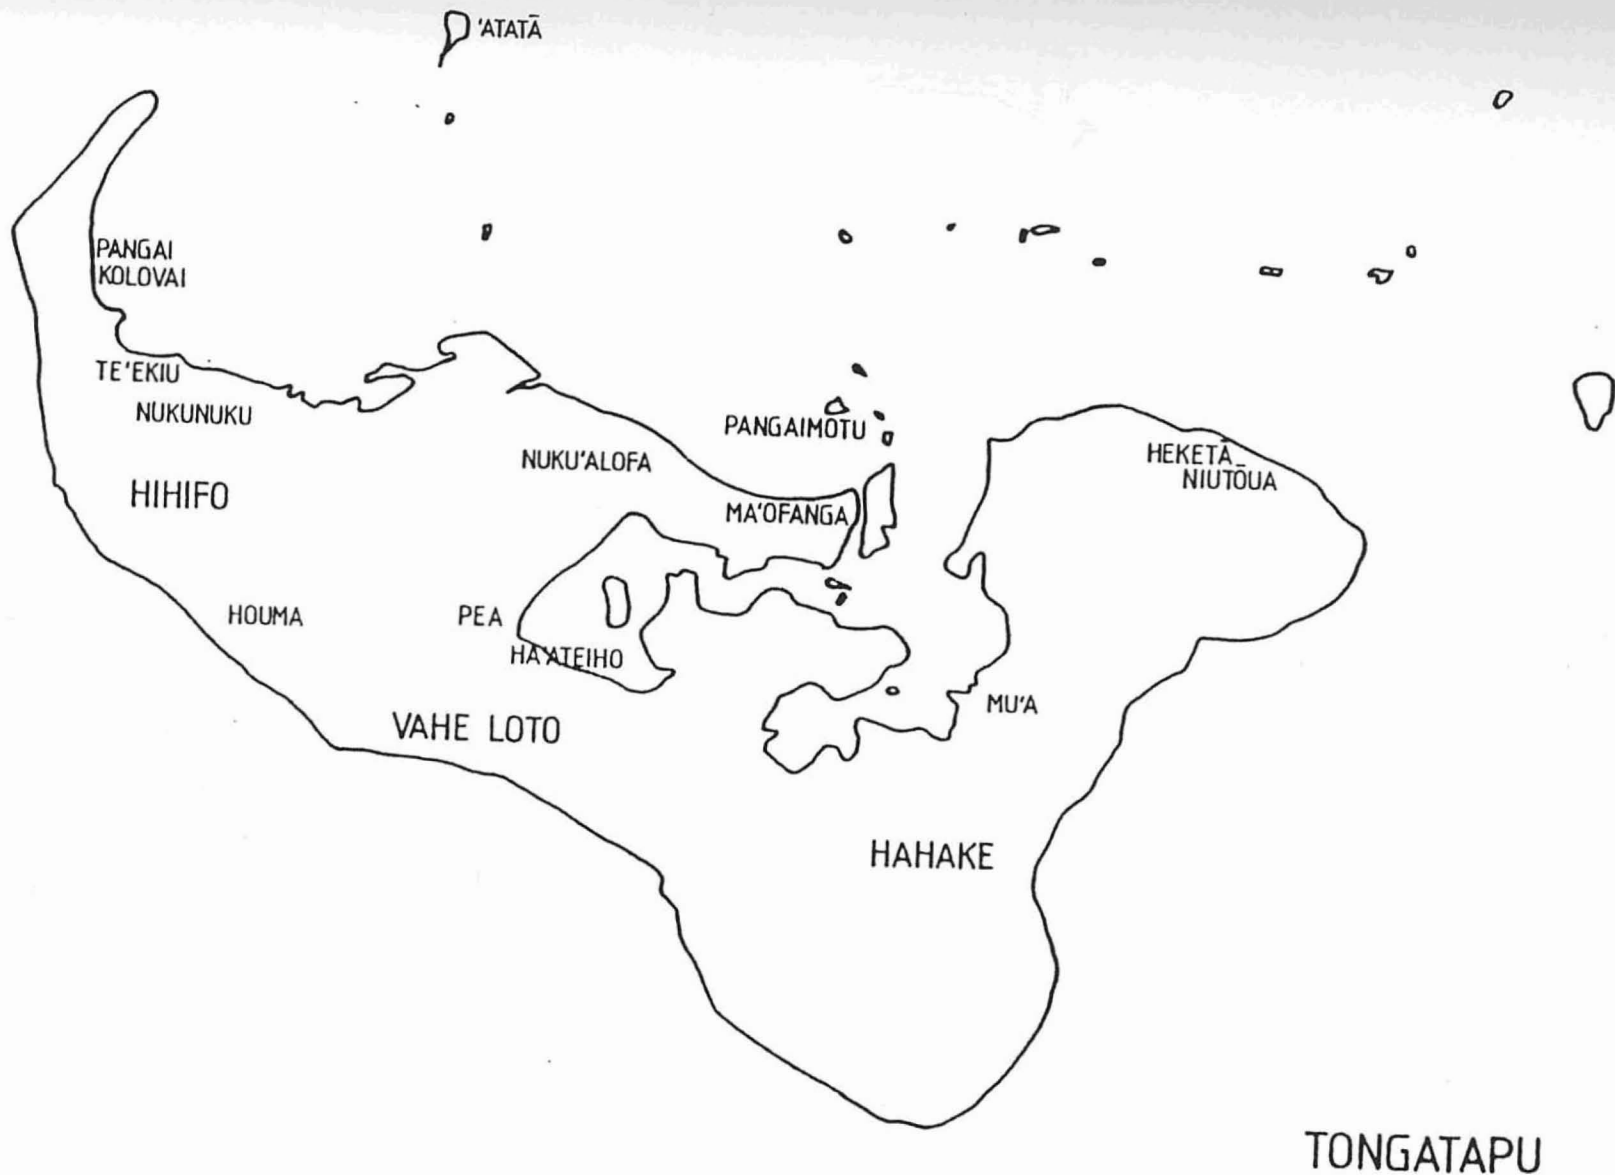 'ATATĀ
PANGAI
KOLOVAI
TE'EKIU
NUKUNUKU
HIHIFO
NUKU'ALOFA
PANGAIMOTU
MA'OFANGA
HEKETĀ
NIUTŌUA
HOUMA
PEA
HA'ATEIHO
VAHE LOTO
MU'A
HAHAKE
TONGATAPU